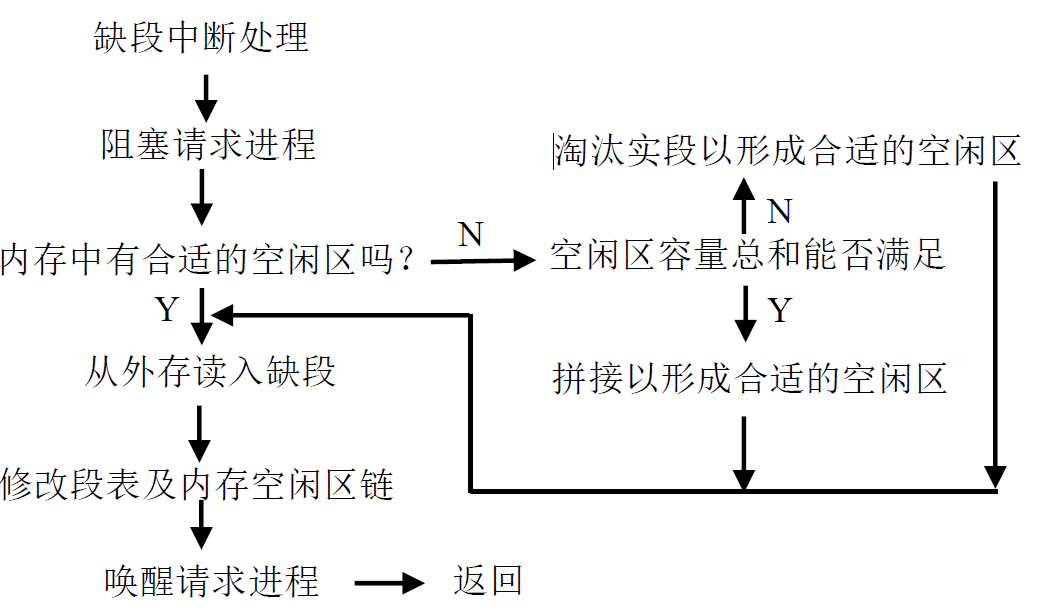 缺段中断处理
阻塞请求进程
内存中有合适的空闲区吗？
N
Y
从外存读入缺段
修改段表及内存空闲区链
唤醒请求进程
返回
淘汰实段以形成合适的空闲区
N
空闲区容量总和能否满足
Y
拼接以形成合适的空闲区